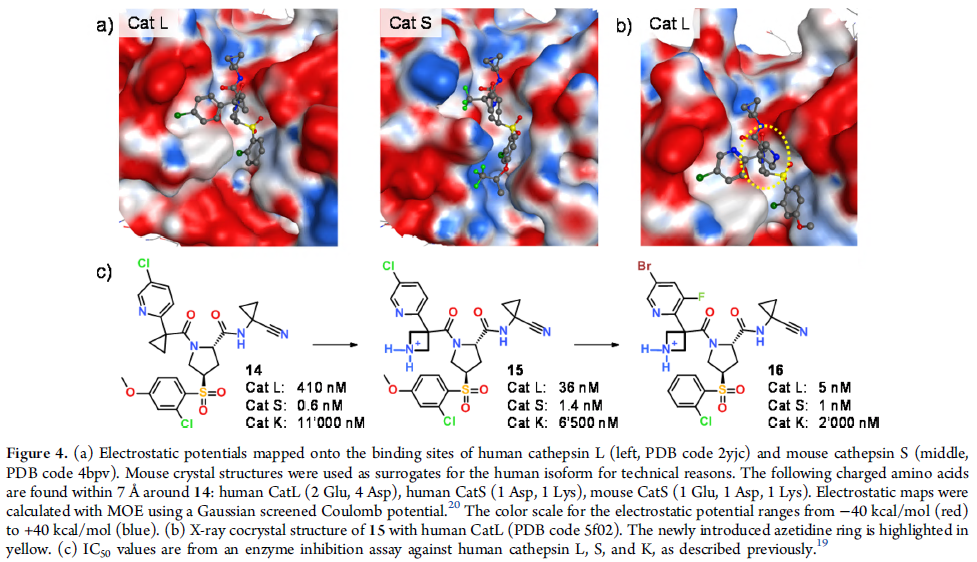 a)
Cat L
Cat S
b)
Cat L
c)
Cl
N
O
O
N
N
H
N
O
S
O
O
Cl
14
Cat L: 410 nM
Cat S: 0.6 nM
Cat K: 11'000 nM
Cl
N
O
O
N
N
H
N
H N +
H
O
S
O
O
Cl
15
Cat L: 36 nM
Cat S: 1.4 nM
Cat K: 6'500 nM
Br
F
N
O
O
N
N
H
N
H N +
H
S
O
O
Cl
16
Cat L: 5 nM
Cat S: 1 nM
Cat K: 2'000 nM
Figure 4. (a) Electrostatic potentials mapped onto the binding sites of human cathepsin L (left, PDB code 2yjc) and mouse cathepsin S (middle,
PDB code 4bpv). Mouse crystal structures were used as surrogates for the human isoform for technical reasons. The following charged amino acids
are found within 7 Å around 14: human CatL (2 Glu, 4 Asp), human CatS (1 Asp, 1 Lys), mouse CatS (1 Glu, 1 Asp, 1 Lys). Electrostatic maps were
calculated with MOE using a Gaussian screened Coulomb potential.20 The color scale for the electrostatic potential ranges from −40 kcal/mol (red)
to +40 kcal/mol (blue). (b) X-ray cocrystal structure of 15 with human CatL (PDB code 5f02). The newly introduced azetidine ring is highlighted in
yellow. (c) IC50 values are from an enzyme inhibition assay against human cathepsin L, S, and K, as described previously.19